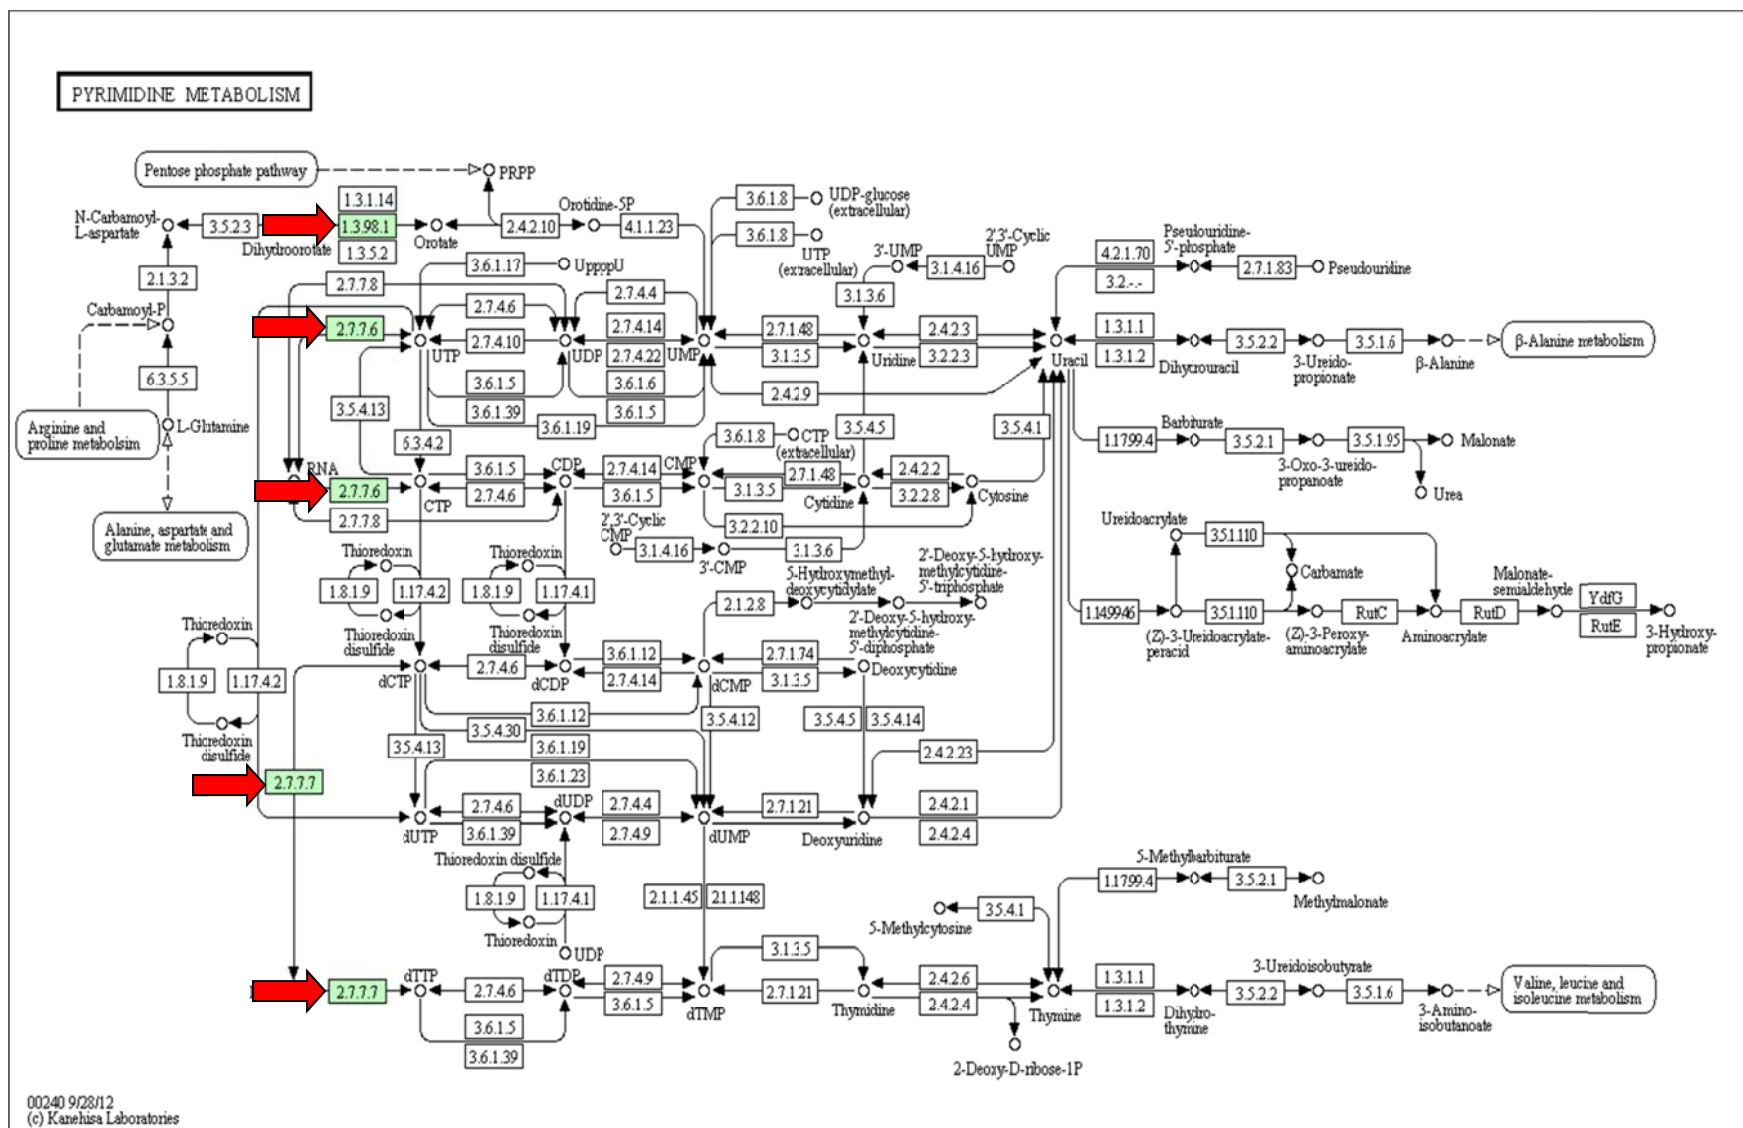 PYRIMIDINE METABOLISM
Pentose phosphate pathway
PRPP
N-Carbamoyl-
L-aspartate
3.5.2.3
Dihydroorotate
1.3.1.14
1.3.98.1
1.3.5.2
Orotate
2.4.2.10
Orotidine-5P
4.1.1.23
3.6.1.8
UDP-glucose
(extracellular)
3.6.1.8
UTP
(extracellular)
3'-UMP
3.1.4.16
2',3'-Cyclic
UMP
3.1.3.6
4.2.1.70
3.2.-.-
Pseudouridine-
5'-phosphate
2.7.1.83
Pseudouridine
2.1.3.2
Carbamoyl-P
6.3.5.5
Arginine and
proline metabolsim
L-Glutamine
Alanine, aspartate and
glutamate metabolism
3.6.1.17
UppppU
2.7.7.8
2.7.4.6
2.7.4.4
2.7.7.6
UTP
2.7.4.10
UDP
2.7.4.14
2.7.4.22
UMP
2.7.1.48
3.1.3.5
Uridine
2.4.2.3
3.2.2.3
Uracil
1.3.1.1
1.3.1.2
Dihydrouracil
3.5.2.2
3-Ureido-
propionate
3.5.1.6
β-Alanine
β-Alanine metabolism
3.6.1.5
3.6.1.39
3.6.1.6
3.6.1.5
2.4.2.9
3.5.4.13
3.6.1.19
6.3.4.2
3.6.1.8
CTP
(extracellular)
3.5.4.5
3.5.4.1
1.1799.4
Barbiturate
3.5.2.1
3-Oxo-3-ureido-
propanoate
3.5.1.95
Malonate
Urea
RNA
2.7.7.6
CTP
3.6.1.5
2.7.4.6
CDP
2.7.4.14
3.6.1.5
CMP
2.7.1.48
3.1.3.5
Cytidine
2.4.2.2
3.2.2.8
Cytosine
2.7.7.8
3.2.2.10
2',3'-Cyclic
CMP
3.1.4.16
3'-CMP
3.1.3.6
Ureidoacrylate
3.5.1.110
Carbamate
1.149946
(Z)-3-Ureidoacrylate-
peracid
3.5.1.110
(Z)-3-Peroxy-
aminoacrylate
RutC
Aminoacrylate
RutD
Malonate-
semialdehyde
YdfG
RutE
3-Hydroxy-
propionate
Thioredoxin
1.8.1.9
1.17.4.2
Thioredoxin
disulfide
Thioredoxin
1.8.1.9
1.17.4.1
Thioredoxin
disulfide
2.1.2.8
5-Hydroxymethyl-
deoxycytidylate
2'-Deoxy-5-hydroxy-
methylcytidine-
5'-diphosphate
2'-Deoxy-5-hydroxy-
methylcytidine-
5'-triphosphate
Thioredoxin
1.8.1.9
1.17.4.2
Thioredoxin
disulfide
dCTP
2.7.4.6
dCDP
3.6.1.12
2.7.4.14
dCMP
2.7.1.74
3.1.3.5
Deoxycytidine
3.6.1.12
3.5.4.30
3.5.4.12
3.5.4.5
3.5.4.14
3.5.4.13
3.6.1.19
3.6.1.23
2.4.2.23
2.7.7.7
dUTP
2.7.4.6
3.6.1.39
dUDP
2.7.4.4
2.7.4.9
dUMP
2.7.1.21
Deoxyuridine
2.4.2.1
2.4.2.4
Thioredoxin disulfide
1.8.1.9
1.17.4.1
Thioredoxin
UDP
2.1.1.45
2.1.1.148
5-Methylcytosine
3.5.4.1
1.1799.4
5-Methylbarbiturate
3.5.2.1
Methylmalonate
2.7.7.7
dTTP
2.7.4.6
dTDP
2.7.4.9
3.6.1.5
dTMP
3.1.3.5
2.7.1.21
Thymidine
2.4.2.6
2.4.2.4
Thymine
1.3.1.1
1.3.1.2
Dihydro-
thymine
3.5.2.2
3-Ureidoisobutyrate
3.5.1.6
3-Amino-
isobutanoate
Valine, leucine and
isoleucine metabolism
3.6.1.5
3.6.1.39
2-Deoxy-D-ribose-1P
00240 9/28/12
(c) Kanehisa Laboratories